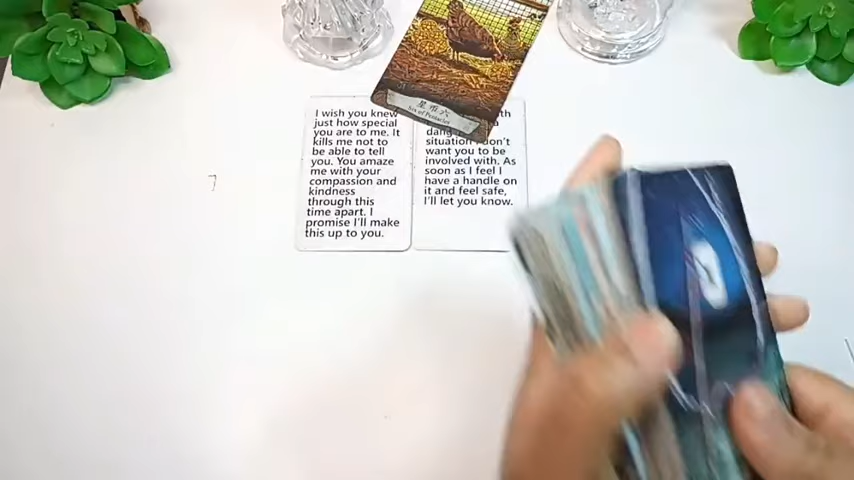 星币六
Six of Pentacles
I wish you knew
just how special
you are to me. It
kills me not to
be able to tell
you. You amaze
me with your
compassion and
kindness
through this
time apart. I
promise I'll make
this up to you.
situation I don't
want you to be
involved with. As
soon as I feel I
have a handle on
it and feel safe,
I'll let you know.